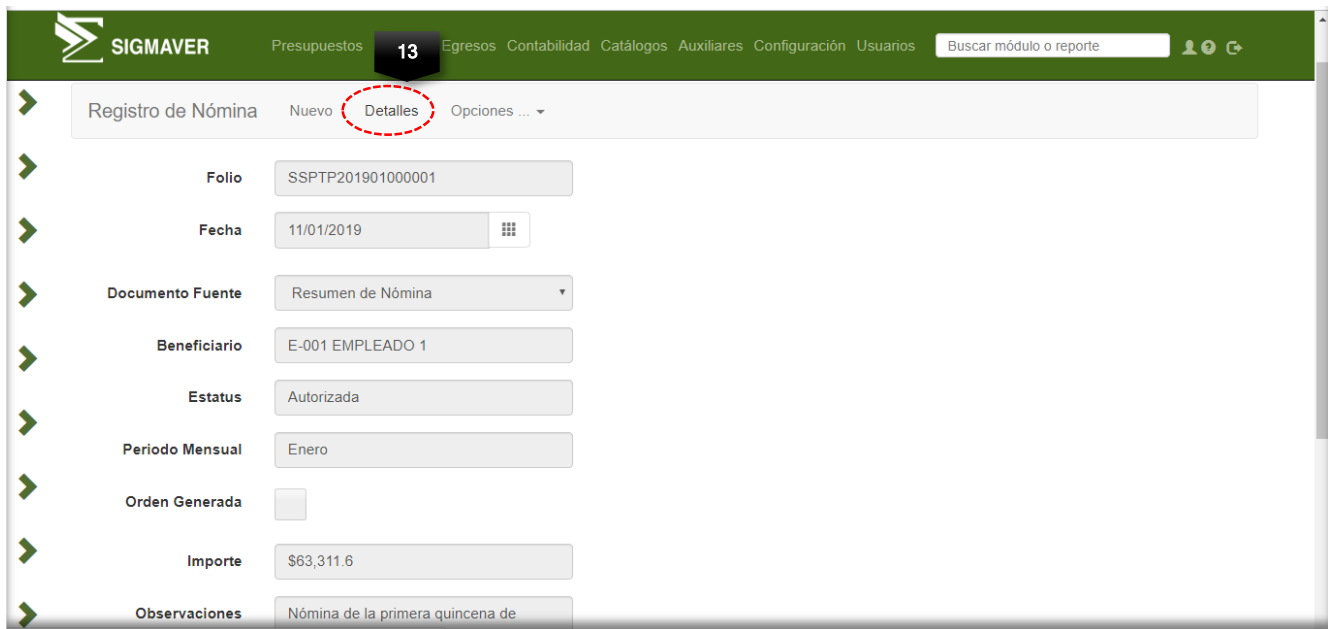 SIGMAVER
Presupuestos Egresos Contabilidad Catálogos Auxiliares Configuración Usuarios Buscar módulo o reporte
13
Registro de Nómina Nuevo Detalles Opciones ...
Folio SSPTP201901000001
Fecha 11/01/2019
Documento Fuente Resumen de Nómina
Beneficiario E-001 EMPLEADO 1
Estatus Autorizada
Periodo Mensual Enero
Orden Generada
Importe $63,311.6
Observaciones Nómina de la primera quincena de